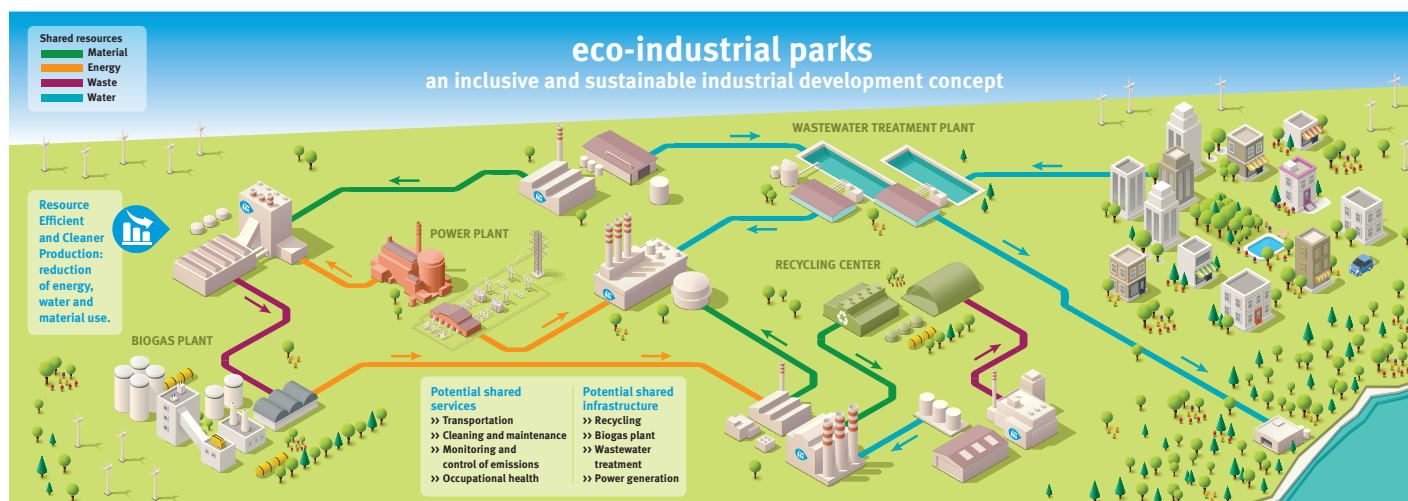 eco-industrial parks
an inclusive and sustainable industrial development concept
Shared resources
Material
Energy
Waste
Water
WASTEWATER TREATMENT PLANT
Resource
Efficient
and Cleaner
Production:
reduction
of energy,
water and
material use.
POWER PLANT
RECYCLING CENTER
BIOGAS PLANT
Potential shared
services
›› Transportation
›› Cleaning and maintenance
›› Monitoring and
control of emissions
›› Occupational health
Potential shared
infrastructure
›› Recycling
›› Biogas plant
›› Wastewater
treatment
›› Power generation